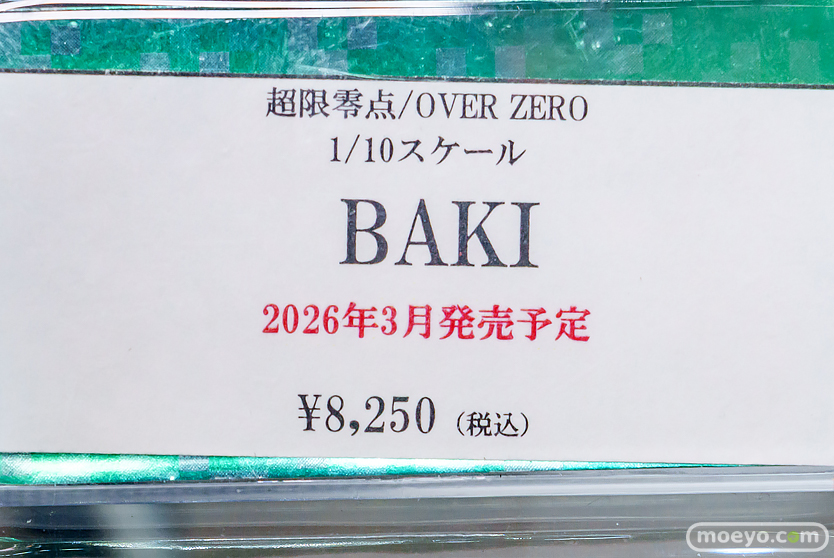 超限零点/OVER ZERO
1/10スケール
BAKI
2026年3月発売予定
¥8,250（税込）
moeyo.com